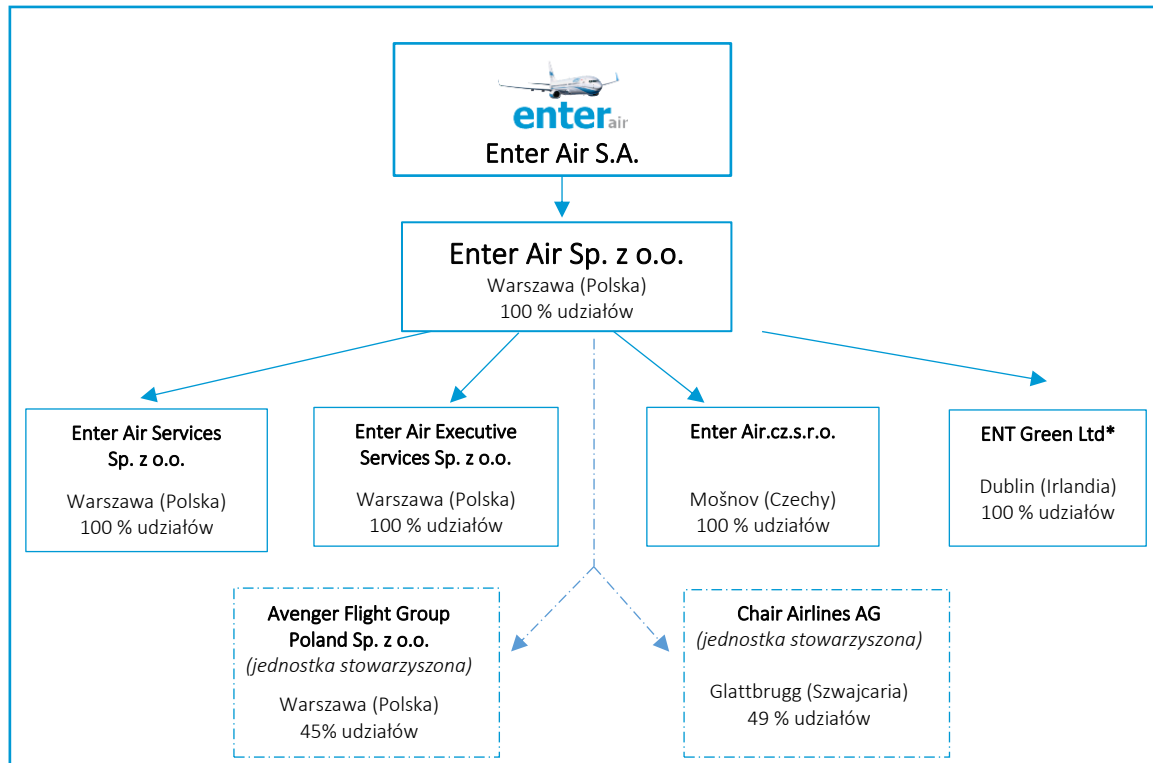 enter air
Enter Air S.A.
Enter Air Sp. z o.o.
Warszawa (Polska)
100 % udziałów
Enter Air Services
Sp. z o.o.
Warszawa (Polska)
100 % udziałów
Enter Air Executive
Services Sp. z o.o.
Warszawa (Polska)
100 % udziałów
Enter Air.cz.s.r.o.
Mošnov (Czechy)
100 % udziałów
ENT Green Ltd*
Dublin (Irlandia)
100 % udziałów
Avenger Flight Group
Poland Sp. z o.o.
(jednostka stowarzyszona)
Warszawa (Polska)
45% udziałów
Chair Airlines AG
(jednostka stowarzyszona)
Glattbrugg (Szwajcaria)
49 % udziałów